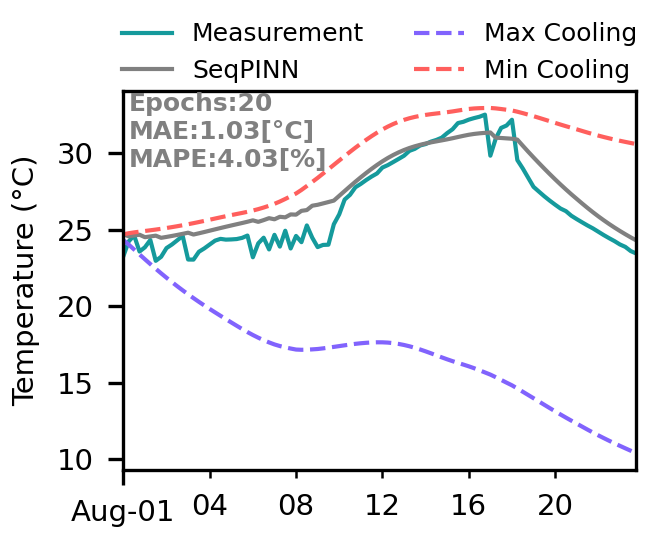 Measurement
Max Cooling
SeqPINN
Min Cooling
Epochs:20
MAE:1.03[°C]
MAPE:4.03[%]
Temperature (°C)
30
25
20
15
10
Aug-01 04 08 12 16 20